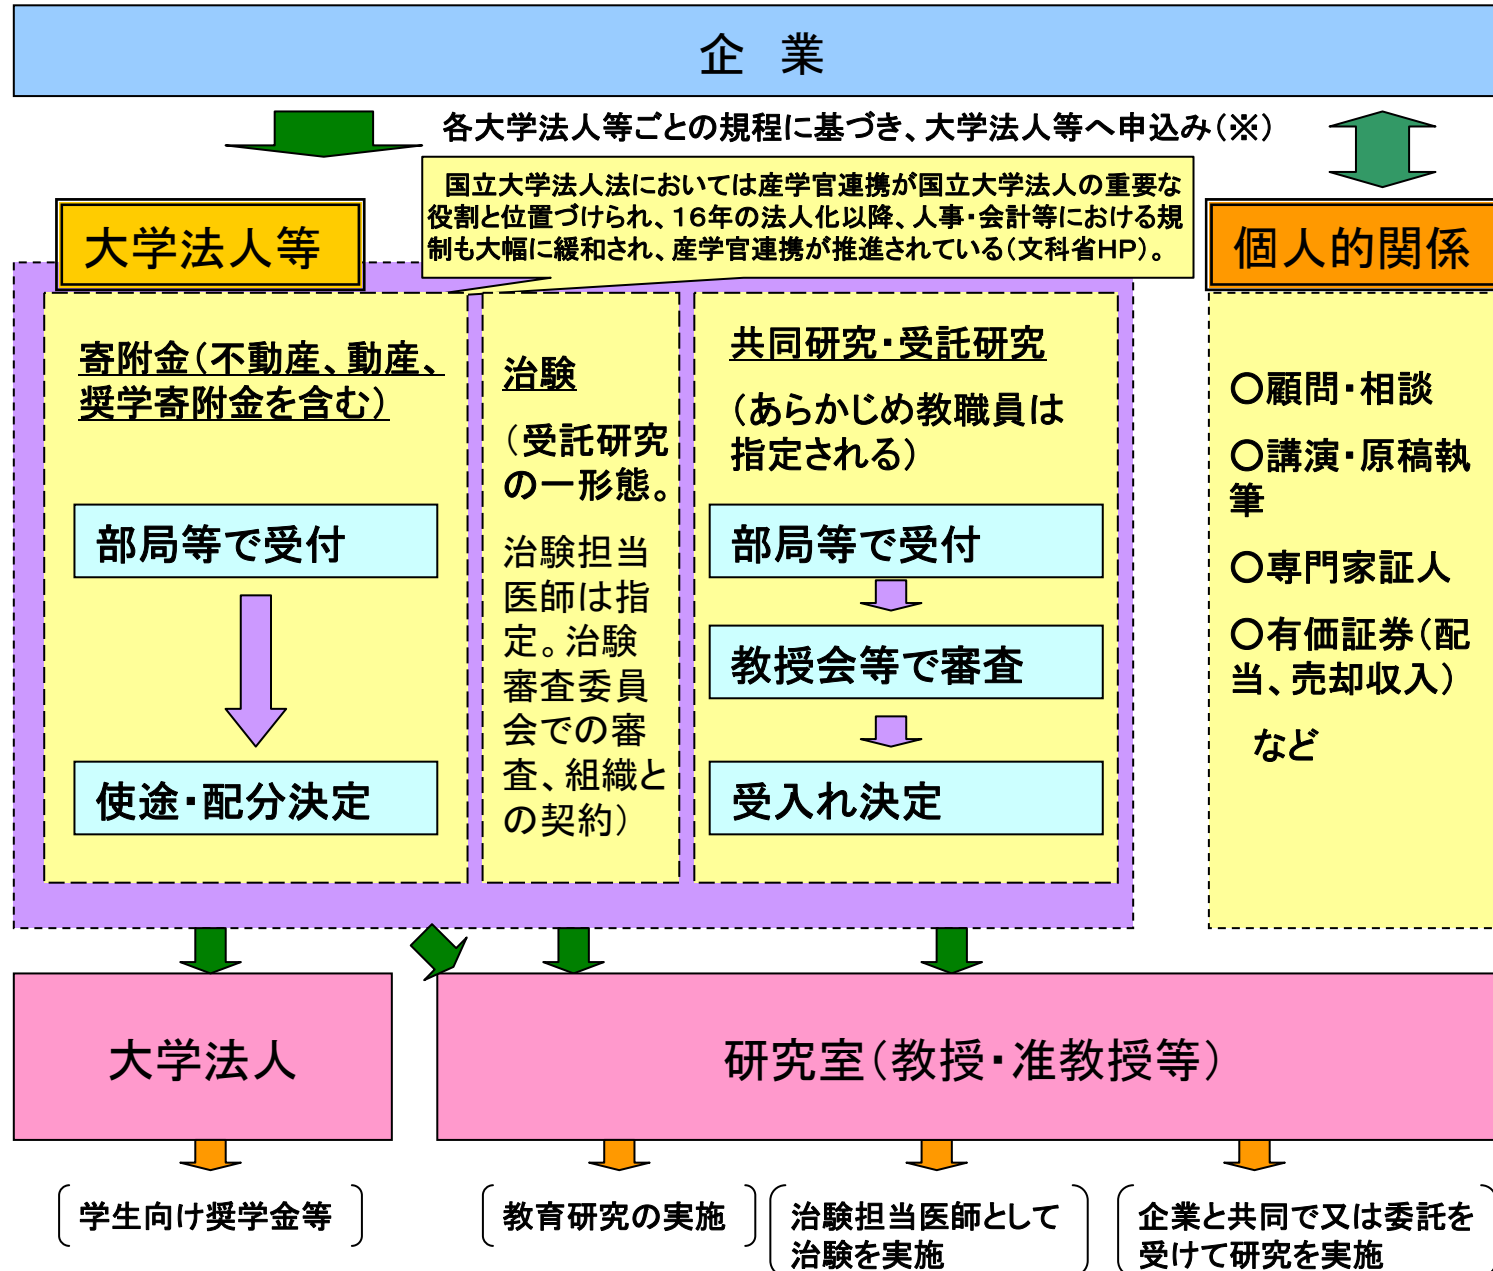 企 業
各大学法人等ごとの規程に基づき、大学法人等へ申込み(※)
国立大学法人法においては産学官連携が国立大学法人の重要な
役割と位置づけられ、16年の法人化以降、人事・会計等における規
制も大幅に緩和され、産学官連携が推進されている(文科省HP)。
大学法人等
寄附金(不動産、動産、
奨学寄附金を含む)
部局等で受付
使途・配分決定
治験
(受託研究
の一形態。
治験担当
医師は指
定。治験
審査委員
会での審
査、組織と
の契約)
共同研究・受託研究
(あらかじめ教職員は
指定される)
部局等で受付
教授会等で審査
受入れ決定
個人的関係
○顧問・相談
○講演・原稿執
筆
○専門家証人
○有価証券(配
当、売却収入)
など
大学法人
研究室(教授・准教授等)
学生向け奨学金等
教育研究の実施
治験担当医師として
治験を実施
企業と共同で又は委託を
受けて研究を実施